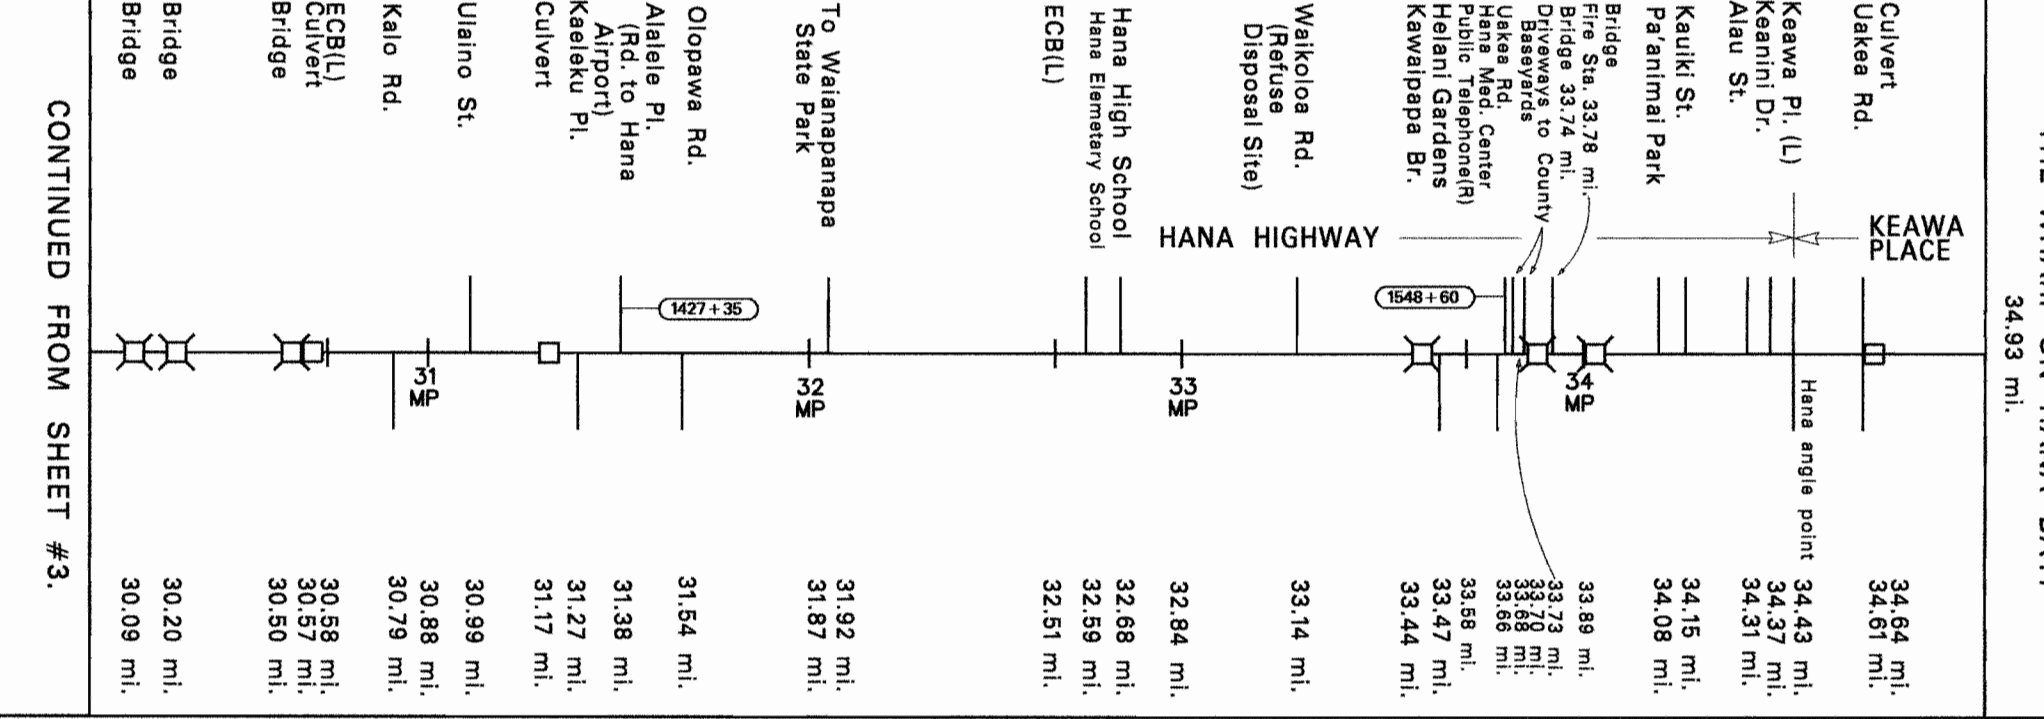 CONTINUED FROM SHEET #3.
Bridge
Bridge
Bridge
Culvert
ECB(L)
Kalo Rd.
Ulaino St.
Culvert
Kaeleku Pl.
Alalele Pl.
(Rd. to Hana
Airport)
Olopawa Rd.
To Waianapanapa
State Park
ECB(L)
Hana Elemetary School
Hana High School
Waikoloa Rd.
(Refuse
Disposal Site)
Kawaipapa Br.
Helani Gardens
Public Telephone(R)
Hana Med. Center
Uakea Rd.
Driveways to County
Baseyards
Bridge 33.74 mi.
Fire Sta. 33.78 mi.
Bridge
Pa'animai Park
Kauiki St.
Alau St.
Keanini Dr.
Keawa Pl. (L)
Uakea Rd.
Culvert
HANA HIGHWAY
KEAWA
PLACE
1427+35
1548+60
31
MP
32
MP
33
MP
34
MP
Hana angle point
34.93 mi.
30.09 mi.
30.20 mi.
30.50 mi.
30.57 mi.
30.58 mi.
30.79 mi.
30.88 mi.
30.99 mi.
31.17 mi.
31.27 mi.
31.38 mi.
31.54 mi.
31.87 mi.
31.92 mi.
32.51 mi.
32.59 mi.
32.68 mi.
32.84 mi.
33.14 mi.
33.44 mi.
33.47 mi.
33.58 mi.
33.66 mi.
33.68 mi.
33.70 mi.
33.73 mi.
33.89 mi.
34.08 mi.
34.15 mi.
34.31 mi.
34.37 mi.
34.43 mi.
34.61 mi.
34.64 mi.